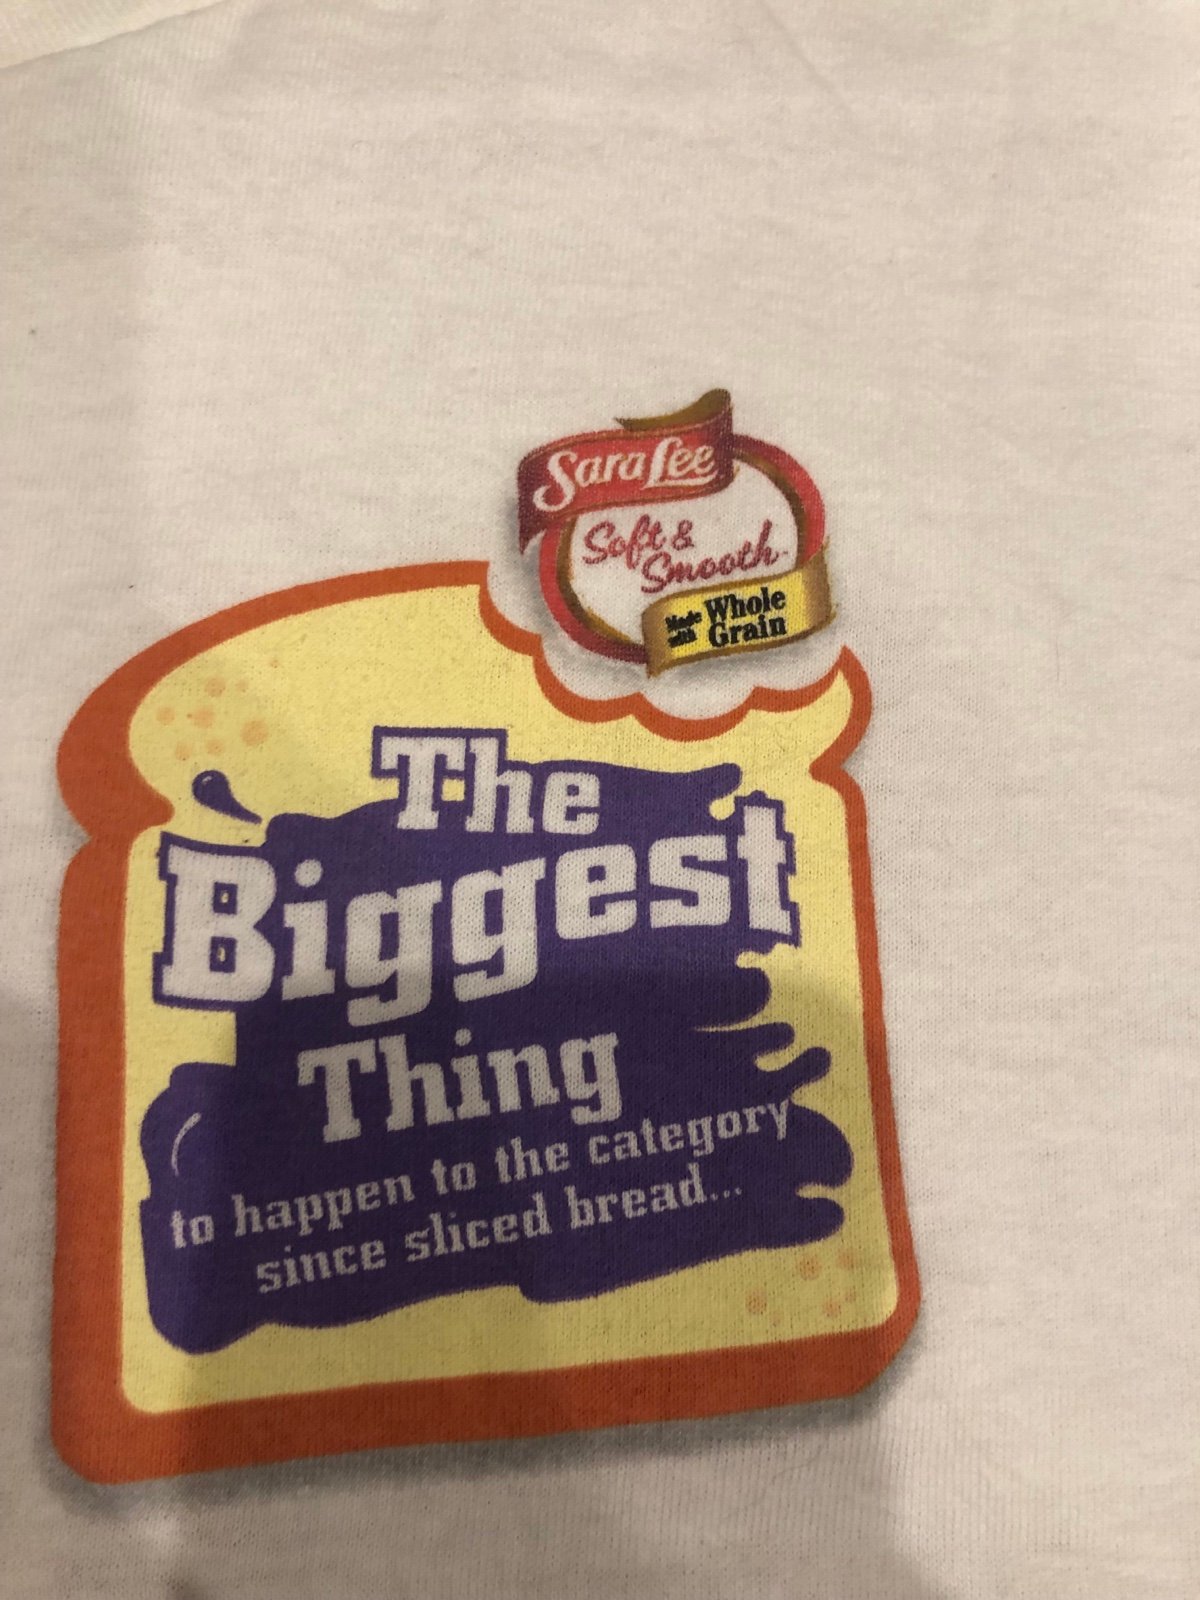 Sara Lee
Soft &
Smooth
Made with Whole
Grain
The
Biggest
Thing
to happen to the category
since sliced bread...